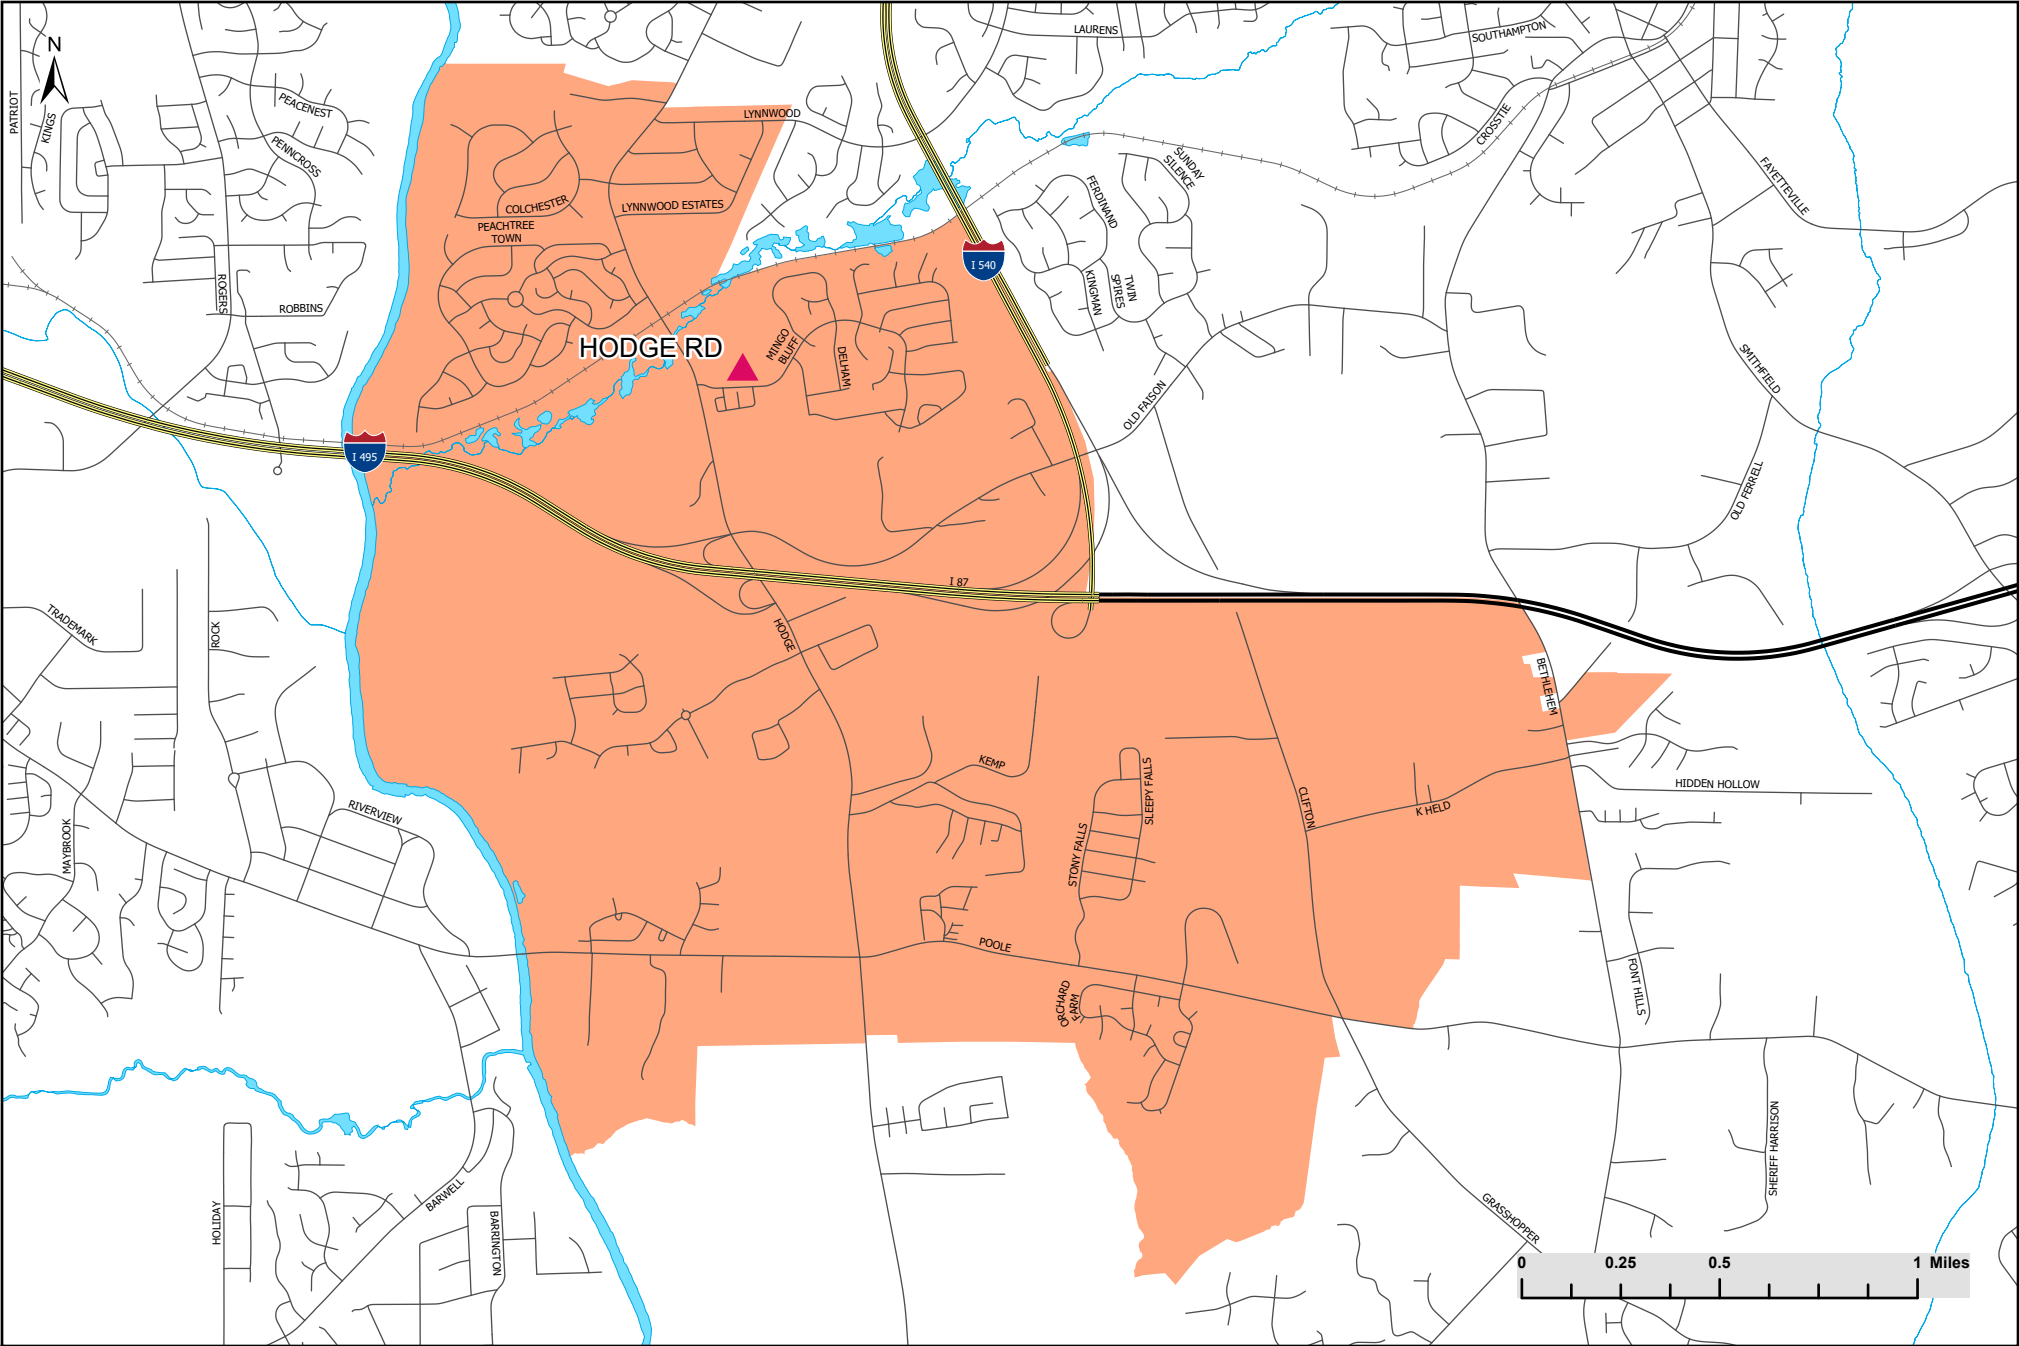 LAURENS
SOUTHAMPTON
N
PATRIOT
KINGS
PEACENEST
PENNCROSS
LYNNWOOD
CROSSTIE
FAYETTEVILLE
SUNDAY
SILENCE
FERDINAND
COLCHESTER
LYNNWOOD ESTATES
PEACHTREE
TOWN
I 540
ROGERS
ROBBINS
KINGMAN
TWIN
SPIRES
HODGE RD
MINGO
BLUFF
DELHAM
SMITHFIELD
OLD FAISON
I 495
OLD FERRELL
I 87
TRADEMARK
ROCK
HODGE
BETHLEHEM
KEMP
SLEEPY FALLS
CLIFTON
HIDDEN HOLLOW
K HELD
RIVERVIEW
MAYBROOK
STONY FALLS
POOLE
FONT HILLS
ORCHARD
FARM
SHERIFF HARRISON
HOLIDAY
BARWELL
BARRINGTON
GRASSHOPPER
0 0.25 0.5 1 Miles